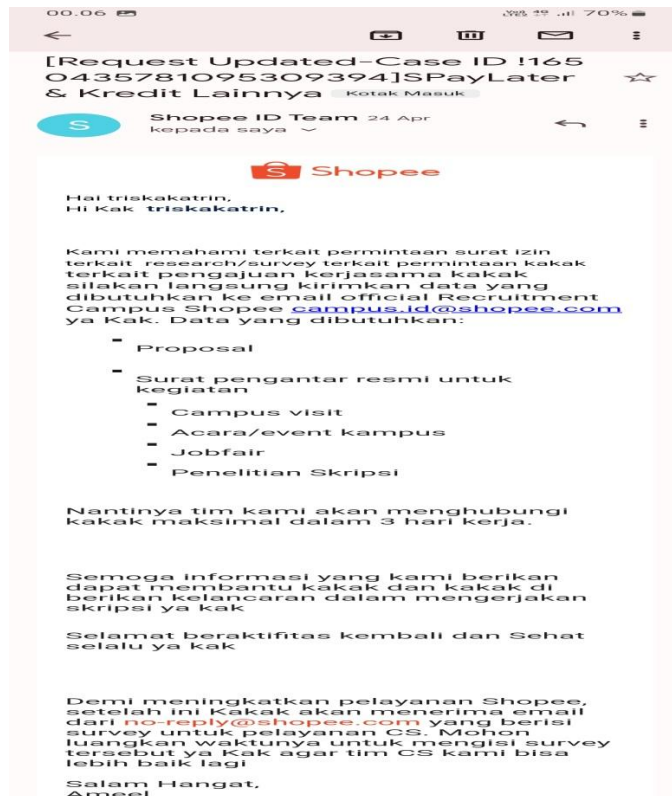 00.06
70%
[Request Updated-Case ID !165
0435781095309394]SPayLater
& Kredit Lainnya Kotak Masuk
S
Shopee ID Team 24 Apr
kepada saya
S Shopee
Hai triskakatrin,
Hi Kak triskakatrin,
Kami memahami terkait permintaan surat izin
terkait research/survey terkait permintaan kakak
terkait pengajuan kerjasama kakak
silakan langsung kirimkan data yang
dibutuhkan ke email official Recruitment
Campus Shopee campus.id@shopee.com
ya Kak. Data yang dibutuhkan:
- Proposal
- Surat pengantar resmi untuk
kegiatan
- Campus visit
- Acara/event kampus
- Jobfair
- Penelitian Skripsi
Nantinya tim kami akan menghubungi
kakak maksimal dalam 3 hari kerja.
Semoga informasi yang kami berikan
dapat membantu kakak dan kakak di
berikan kelancaran dalam mengerjakan
skripsi ya kak
Selamat beraktifitas kembali dan Sehat
selalu ya kak
Demi meningkatkan pelayanan Shopee,
setelah ini Kakak akan menerima email
dari no-reply@shopee.com yang berisi
survey untuk pelayanan CS. Mohon
luangkan waktunya untuk mengisi survey
tersebut ya Kak agar tim CS kami bisa
lebih baik lagi
Salam Hangat,
Ameel